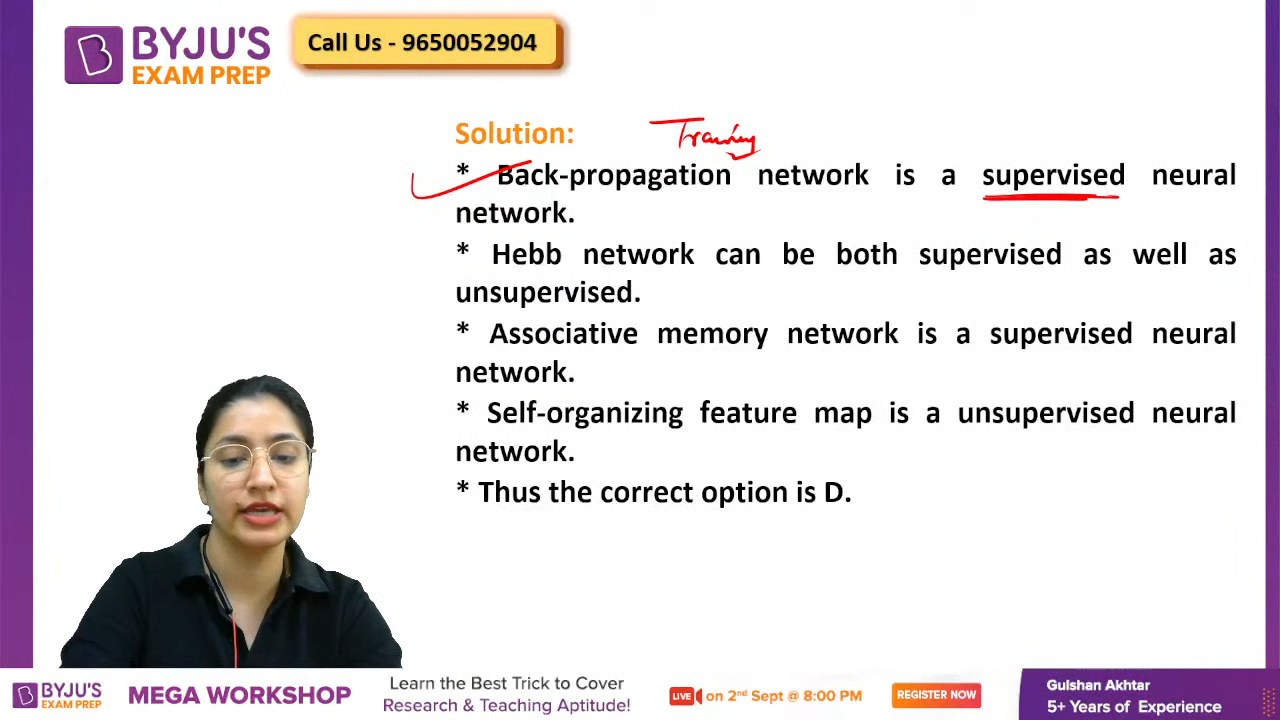 BYJU'S
EXAM PREP
Call Us - 9650052904
Solution:
Training
* Back-propagation network is a supervised neural
network.
* Hebb network can be both supervised as well as
unsupervised.
* Associative memory network is a supervised neural
network.
* Self-organizing feature map is a unsupervised neural
network.
* Thus the correct option is D.
BYJU'S
EXAM PREP
MEGA WORKSHOP
Learn the Best Trick to Cover
Research & Teaching Aptitude!
LIVE on 2nd Sept @ 8:00 PM
REGISTER NOW
Gulshan Akhtar
5+ Years of Experience